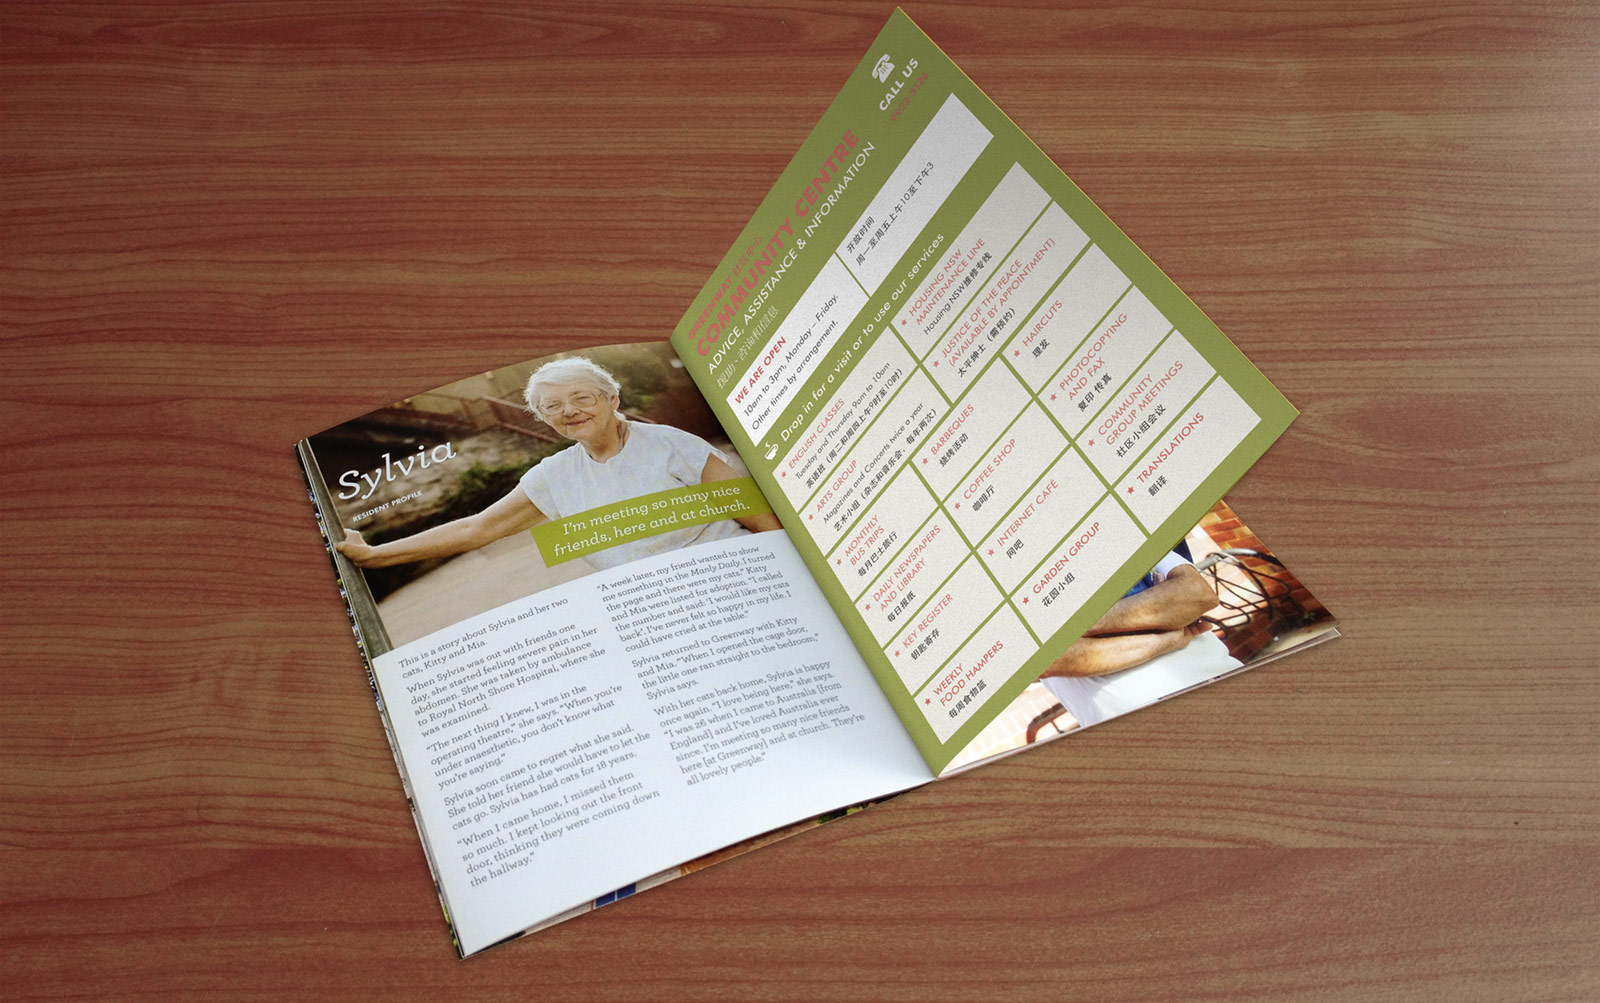 Sylvia
RESIDENT PROFILE
I'm meeting so many nice
friends, here and at church.
This is a story about Sylvia and her two
cats, Kitty and Mia.
When Sylvia was out with friends one
day, she started feeling severe pain in her
abdomen. She was taken by ambulance
to Royal North Shore Hospital, where she
was examined.
“The next thing I knew, I was in the
operating theatre,” she says. “When you're
under anaesthetic, you don't know what
you're saying.”
Sylvia soon came to regret what she said.
She told her friend she would have to let the
cats go. Sylvia has had cats for 18 years.
“When I came home, I missed them
so much. I kept looking out the front
door, thinking they were coming down
the hallway.”
“A week later, my friend wanted to show
me something in the Manly Daily. I turned
the page and there were my cats.” Kitty
and Mia were listed for adoption. “I called
the number and said: ‘I would like my cats
back’. I've never felt so happy in my life. I
could have cried at the table.”
Sylvia returned to Greenway with Kitty
and Mia. “When I opened the cage door,
the little one ran straight to the bedroom,”
Sylvia says.
With her cats back home, Sylvia is happy
once again. “I love being here,” she says.
“I was 26 when I came to Australia [from
England] and I've loved Australia ever
since. I'm meeting so many nice friends
here [at Greenway] and at church. They're
all lovely people.”
CALL US
COMMUNITY CENTRE
ADVICE, ASSISTANCE & INFORMATION
援助，咨询和信息
WE ARE OPEN
10am to 3pm, Monday – Friday.
Other times by arrangement.
开放时间
周一至周五上午10至下午3
Drop in for a visit or to use our services
ENGLISH CLASSES
Tuesday and Thursday 9am to 10am
英语班（周二和周四上午9时至10时）
ARTS GROUP
Magazines and Concerts twice a year
艺术小组（杂志和音乐会，每年两次）
MONTHLY
BUS TRIPS
每月巴士旅行
DAILY NEWSPAPERS
AND LIBRARY
每日报纸
KEY REGISTER
钥匙寄存
WEEKLY
FOOD HAMPERS
每周食物篮
HOUSING NSW
MAINTENANCE LINE
Housing NSW维修专线
JUSTICE OF THE PEACE
(AVAILABLE BY APPOINTMENT)
太平绅士（需预约）
BARBEQUES
烧烤活动
COFFEE SHOP
咖啡厅
INTERNET CAFE
网吧
GARDEN GROUP
花园小组
HAIRCUTS
理发
PHOTOCOPYING
AND FAX
复印 传真
COMMUNITY
GROUP MEETINGS
社区小组会议
TRANSLATIONS
翻译